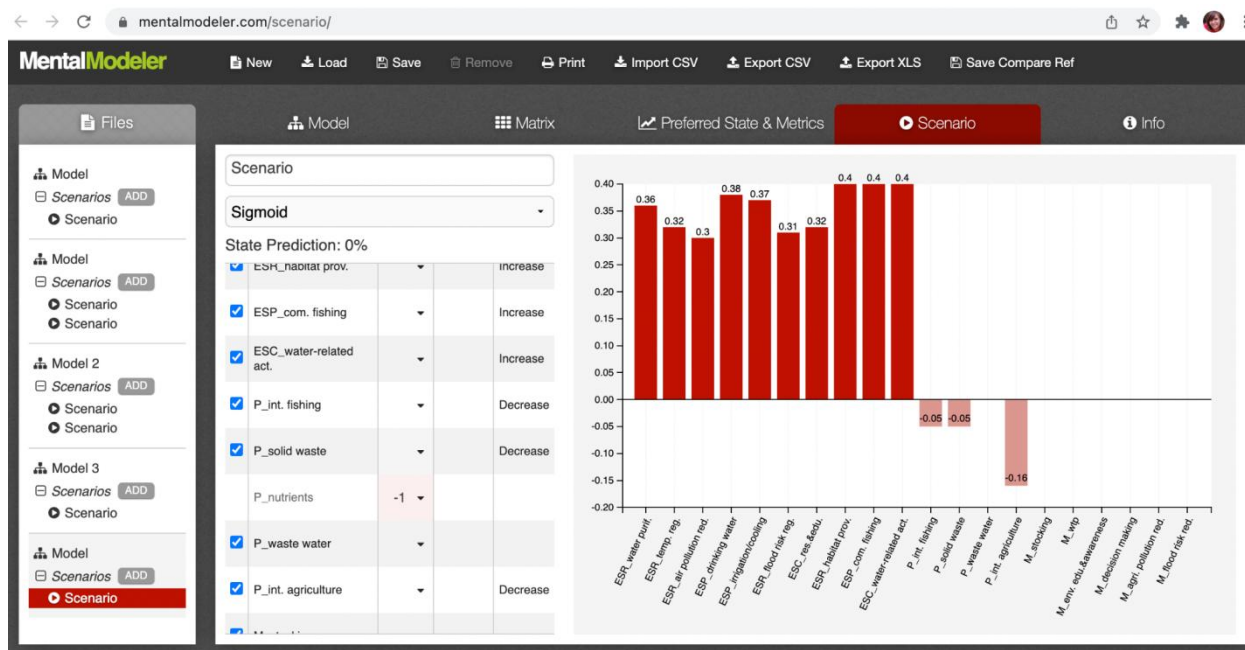 mentalmodeler.com/scenario/
MentalModeler
New Load Save Remove Print Import CSV Export CSV Export XLS Save Compare Ref
Files Model Matrix Preferred State & Metrics Scenario Info
Model
Scenarios ADD
Scenario
Model
Scenarios ADD
Scenario
Scenario
Model 2
Scenarios ADD
Scenario
Scenario
Model 3
Scenarios ADD
Scenario
Model
Scenarios ADD
Scenario
Scenario
Sigmoid
State Prediction: 0%
ESR_habitat prov. Increase
ESP_com. fishing Increase
ESC_water-related
act. Increase
P_int. fishing Decrease
P_solid waste Decrease
P_nutrients -1
P_waste water
P_int. agriculture Decrease
0.40
0.35
0.30
0.25
0.20
0.15
0.10
0.05
0.00
-0.05
-0.10
-0.15
-0.20
0.36
0.32
0.3
0.38
0.37
0.31
0.32
0.4
0.4
0.4
-0.05
-0.05
-0.16
ESR_water purif.
ESR_temp. reg.
ESR_air pollution red.
ESP_drinking water
ESP_irrigation/cooling
ESR_flood risk reg.
ESC_res.&edu.
ESR_habitat prov.
ESP_com. fishing
ESC_water-related act.
P_int. fishing
P_solid waste
P_waste water
P_int. agriculture
M_stocking
M_wtp
M_env. edu.&awareness
M_decision making
M_agri. pollution red.
M_flood risk red.